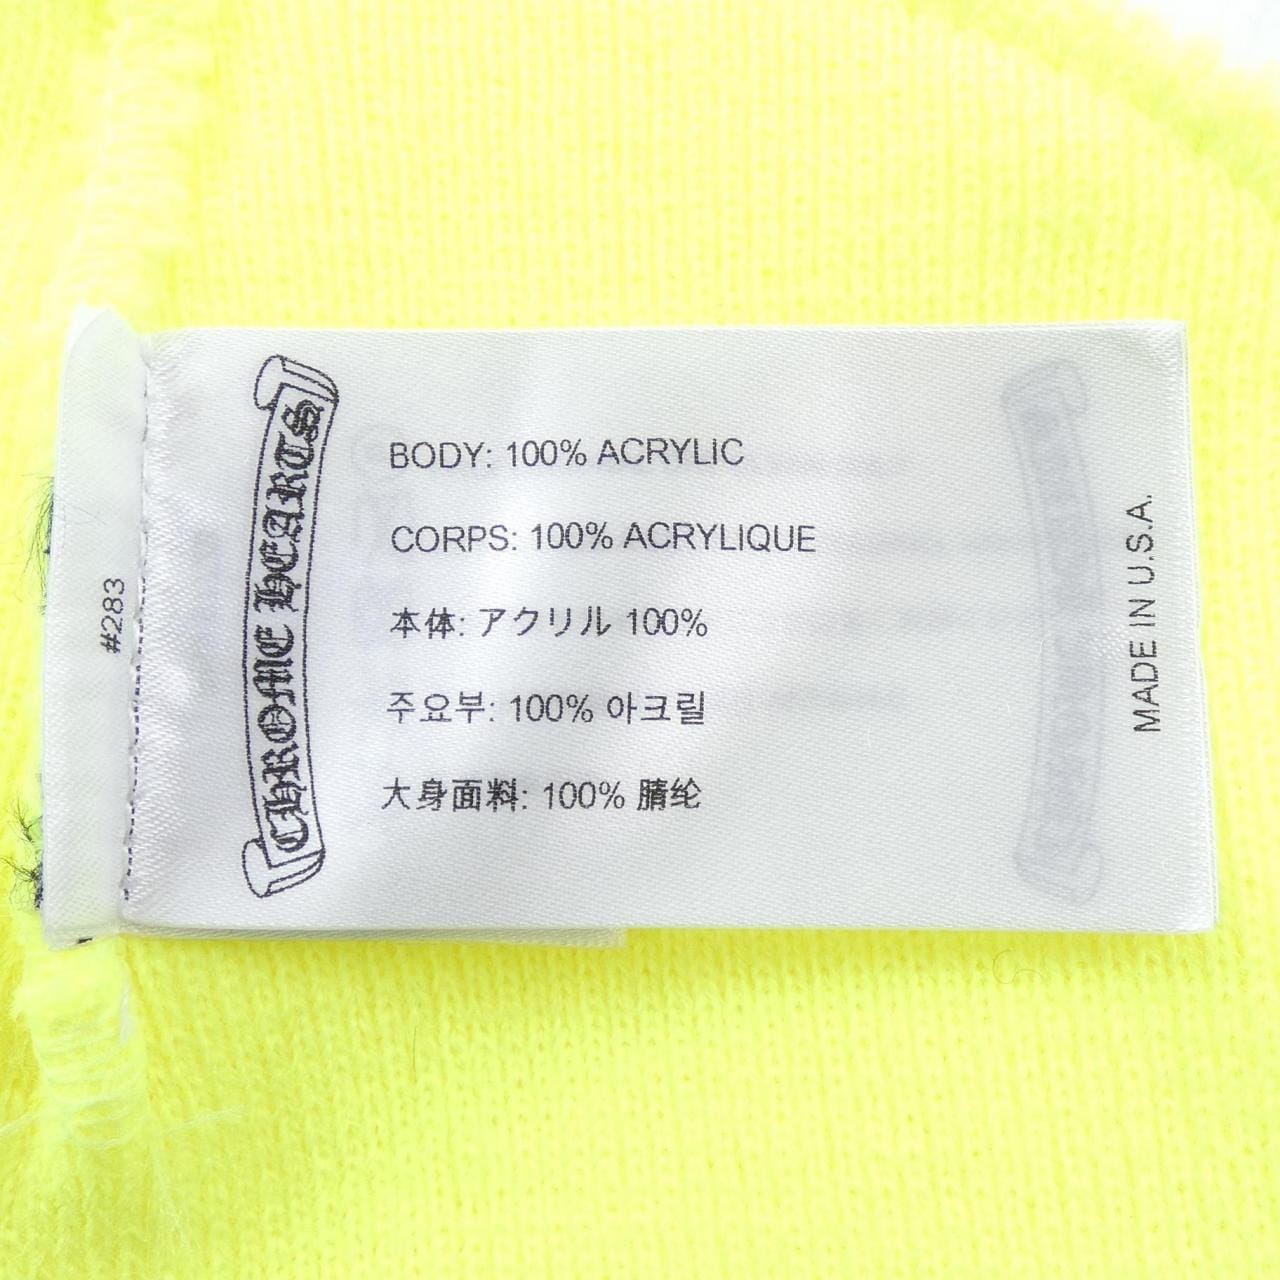 #283
CHROME HEARTS
BODY: 100% ACRYLIC
CORPS: 100% ACRYLIQUE
本体: アクリル 100%
주요부: 100% 아크릴
大身面料: 100% 腈纶
MADE IN U.S.A.